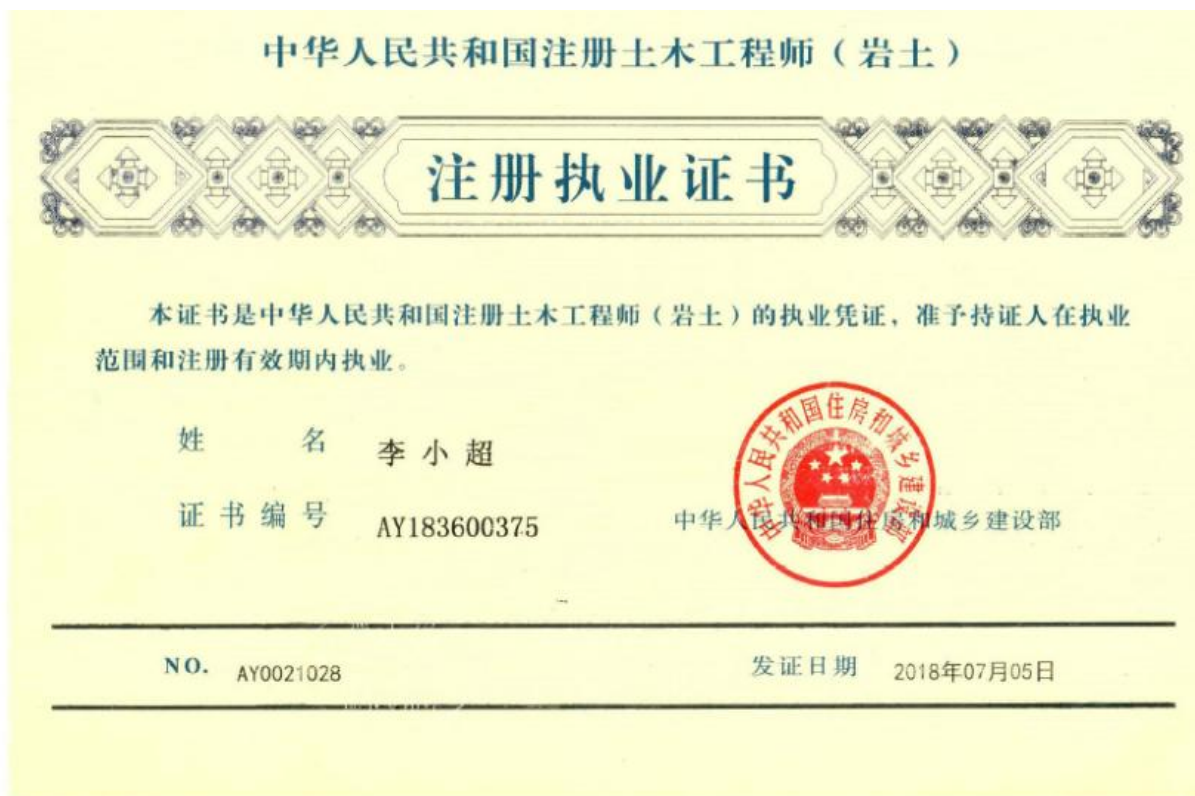 中华人民共和国注册土木工程师（岩土）
注册执业证书
本证书是中华人民共和国注册土木工程师（岩土）的执业凭证，准予持证人在执业
范围和注册有效期内执业。
姓 名 李小超
中华人民共和国住房和城乡建设部
证书编号 AY183600375
中华人民共和国住房和城乡建设部
NO. AY0021028
发证日期 2018年07月05日